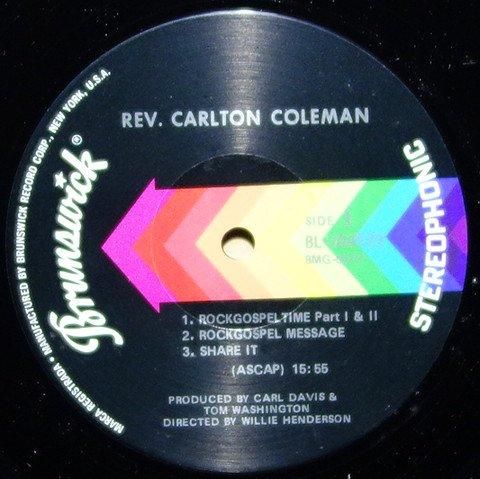 REV. CARLTON COLEMAN
MANUFACTURED BY BRUNSWICK RECORD CORP., NEW YORK, U.S.A.
MARCA REGISTRADA •
Brunswick®
STEREOPHONIC
SIDE
BL
BMG-
1. ROCKGOSPELTIME Part I & II
2. ROCKGOSPEL MESSAGE
3. SHARE IT
(ASCAP) 15:55
PRODUCED BY CARL DAVIS &
TOM WASHINGTON
DIRECTED BY WILLIE HENDERSON